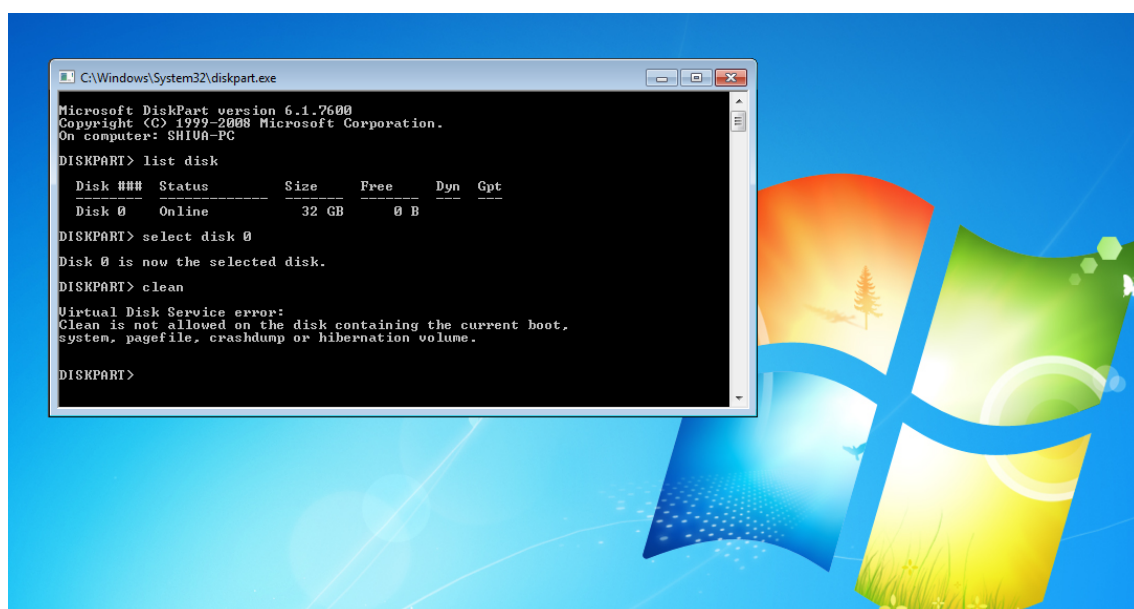 C:\Windows\System32\diskpart.exe
Microsoft DiskPart version 6.1.7600
Copyright (C) 1999-2008 Microsoft Corporation.
On computer: SHIVA-PC
DISKPART> list disk
Disk ### Status Size Free Dyn Gpt
-------- ------------- ------- ------- --- ---
Disk 0 Online 32 GB 0 B
DISKPART> select disk 0
Disk 0 is now the selected disk.
DISKPART> clean
Virtual Disk Service error:
Clean is not allowed on the disk containing the current boot,
system, pagefile, crashdump or hibernation volume.
DISKPART>